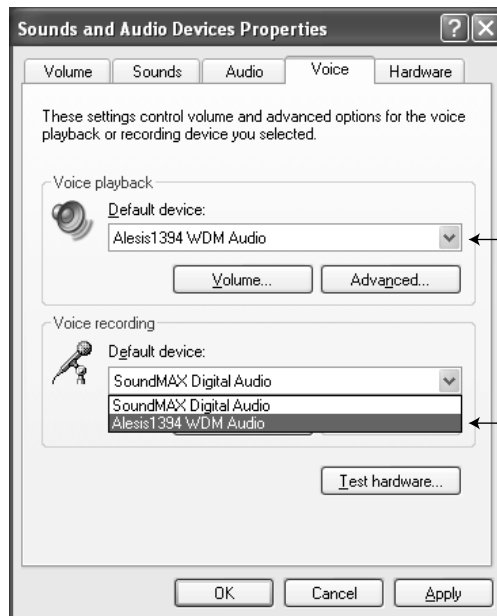 Sounds and Audio Devices Properties
Volume Sounds Audio Voice Hardware
These settings control volume and advanced options for the voice
playback or recording device you selected.
Voice playback
Default device:
Alesis1394 WDM Audio
Volume... Advanced...
Voice recording
Default device:
SoundMAX Digital Audio
SoundMAX Digital Audio
Alesis1394 WDM Audio
Test hardware...
OK Cancel Apply